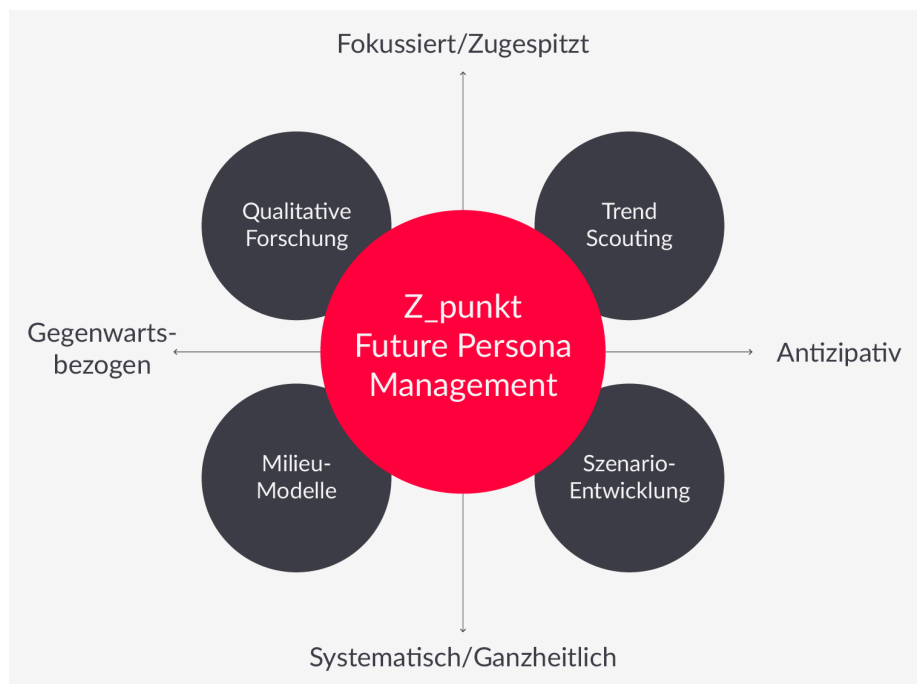 Fokussiert/Zugespitzt
Qualitative
Forschung
Trend
Scouting
Z_punkt
Future Persona
Management
Gegenwarts-
bezogen
Antizipativ
Milieu-
Modelle
Szenario-
Entwicklung
Systematisch/Ganzheitlich